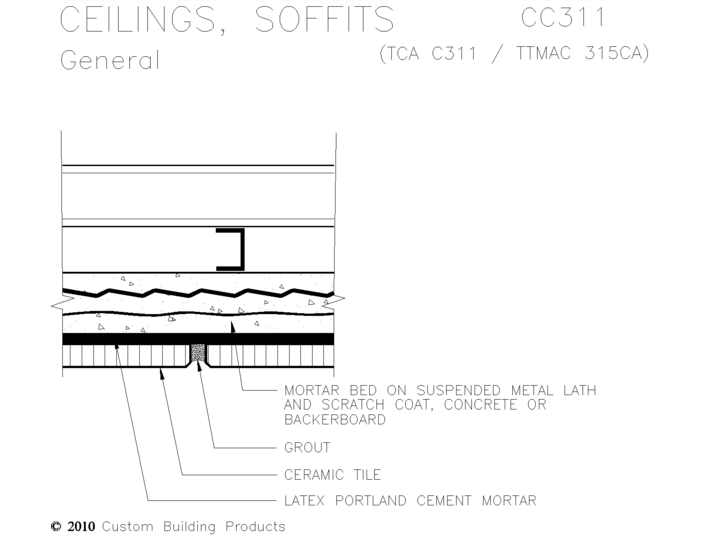 CEILINGS, SOFFITS CC311
General (TCA C311 / TTMAC 315CA)
MORTAR BED ON SUSPENDED METAL LATH
AND SCRATCH COAT, CONCRETE OR
BACKERBOARD
GROUT
CERAMIC TILE
LATEX PORTLAND CEMENT MORTAR
© 2010 Custom Building Products